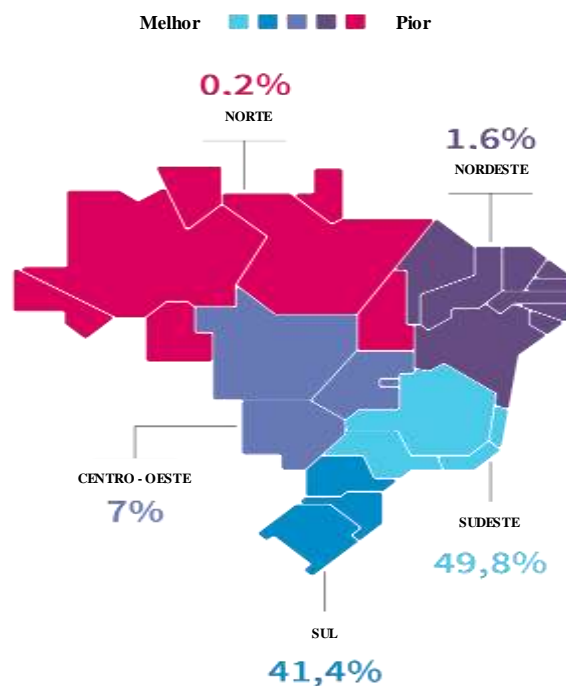 Melhor Pior
0.2%
NORTE
1.6%
NORDESTE
CENTRO - OESTE
7%
SUDESTE
49,8%
SUL
41,4%